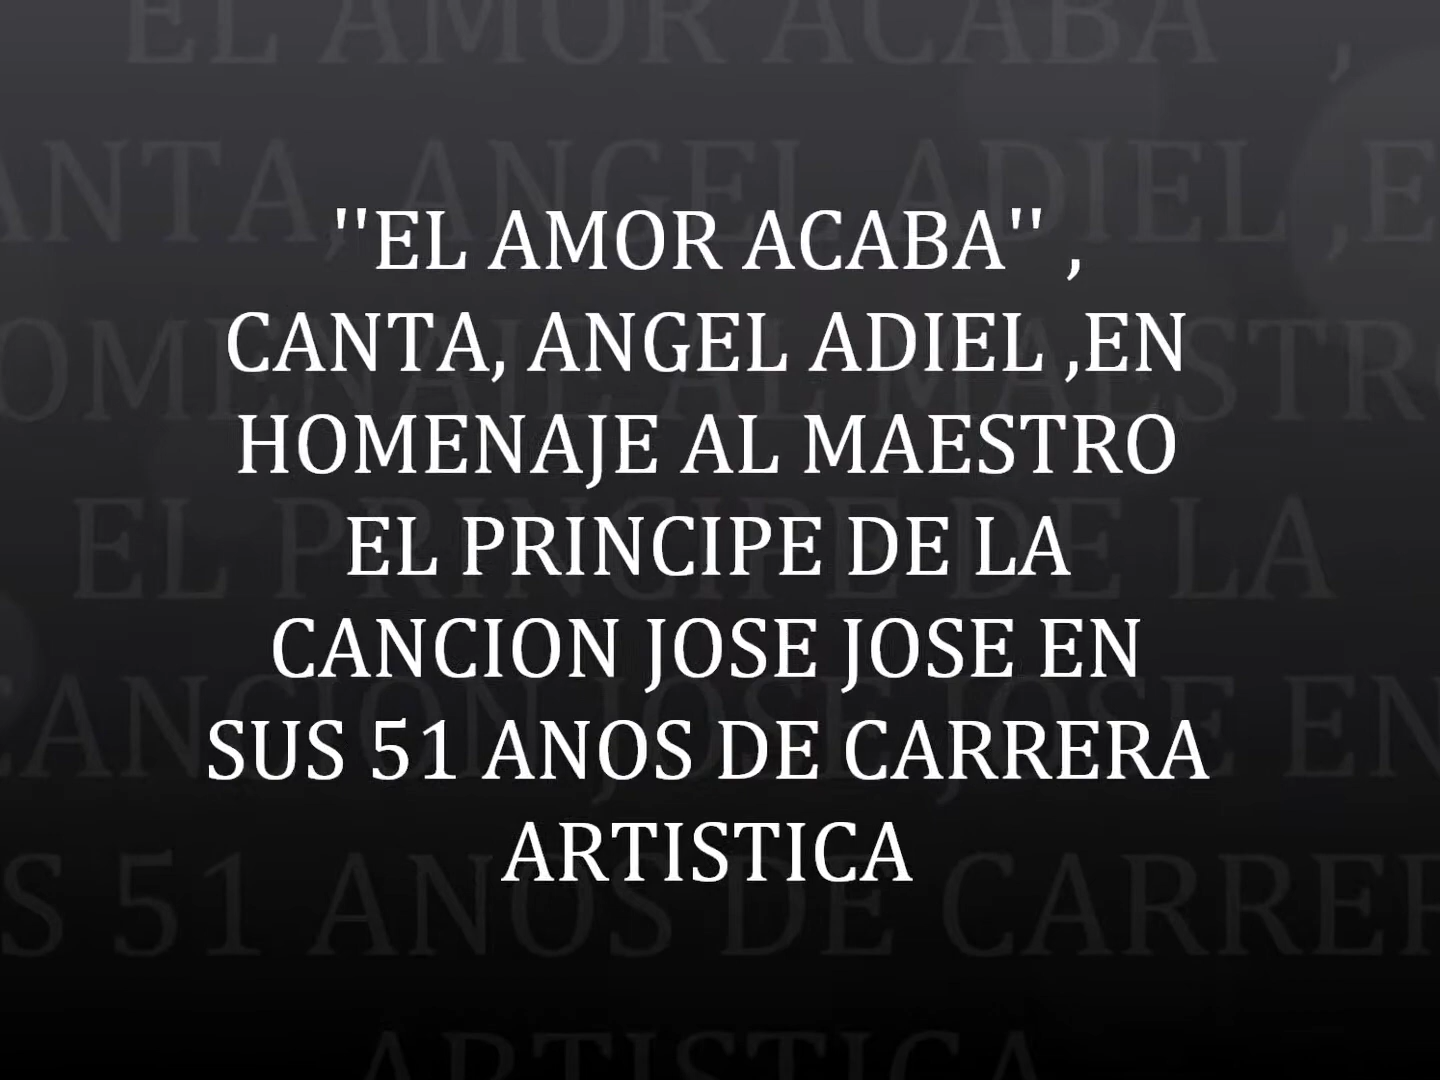 ''EL AMOR ACABA'' ,
CANTA, ANGEL ADIEL ,EN
HOMENAJE AL MAESTRO
EL PRINCIPE DE LA
CANCION JOSE JOSE EN
SUS 51 ANOS DE CARRERA
ARTISTICA